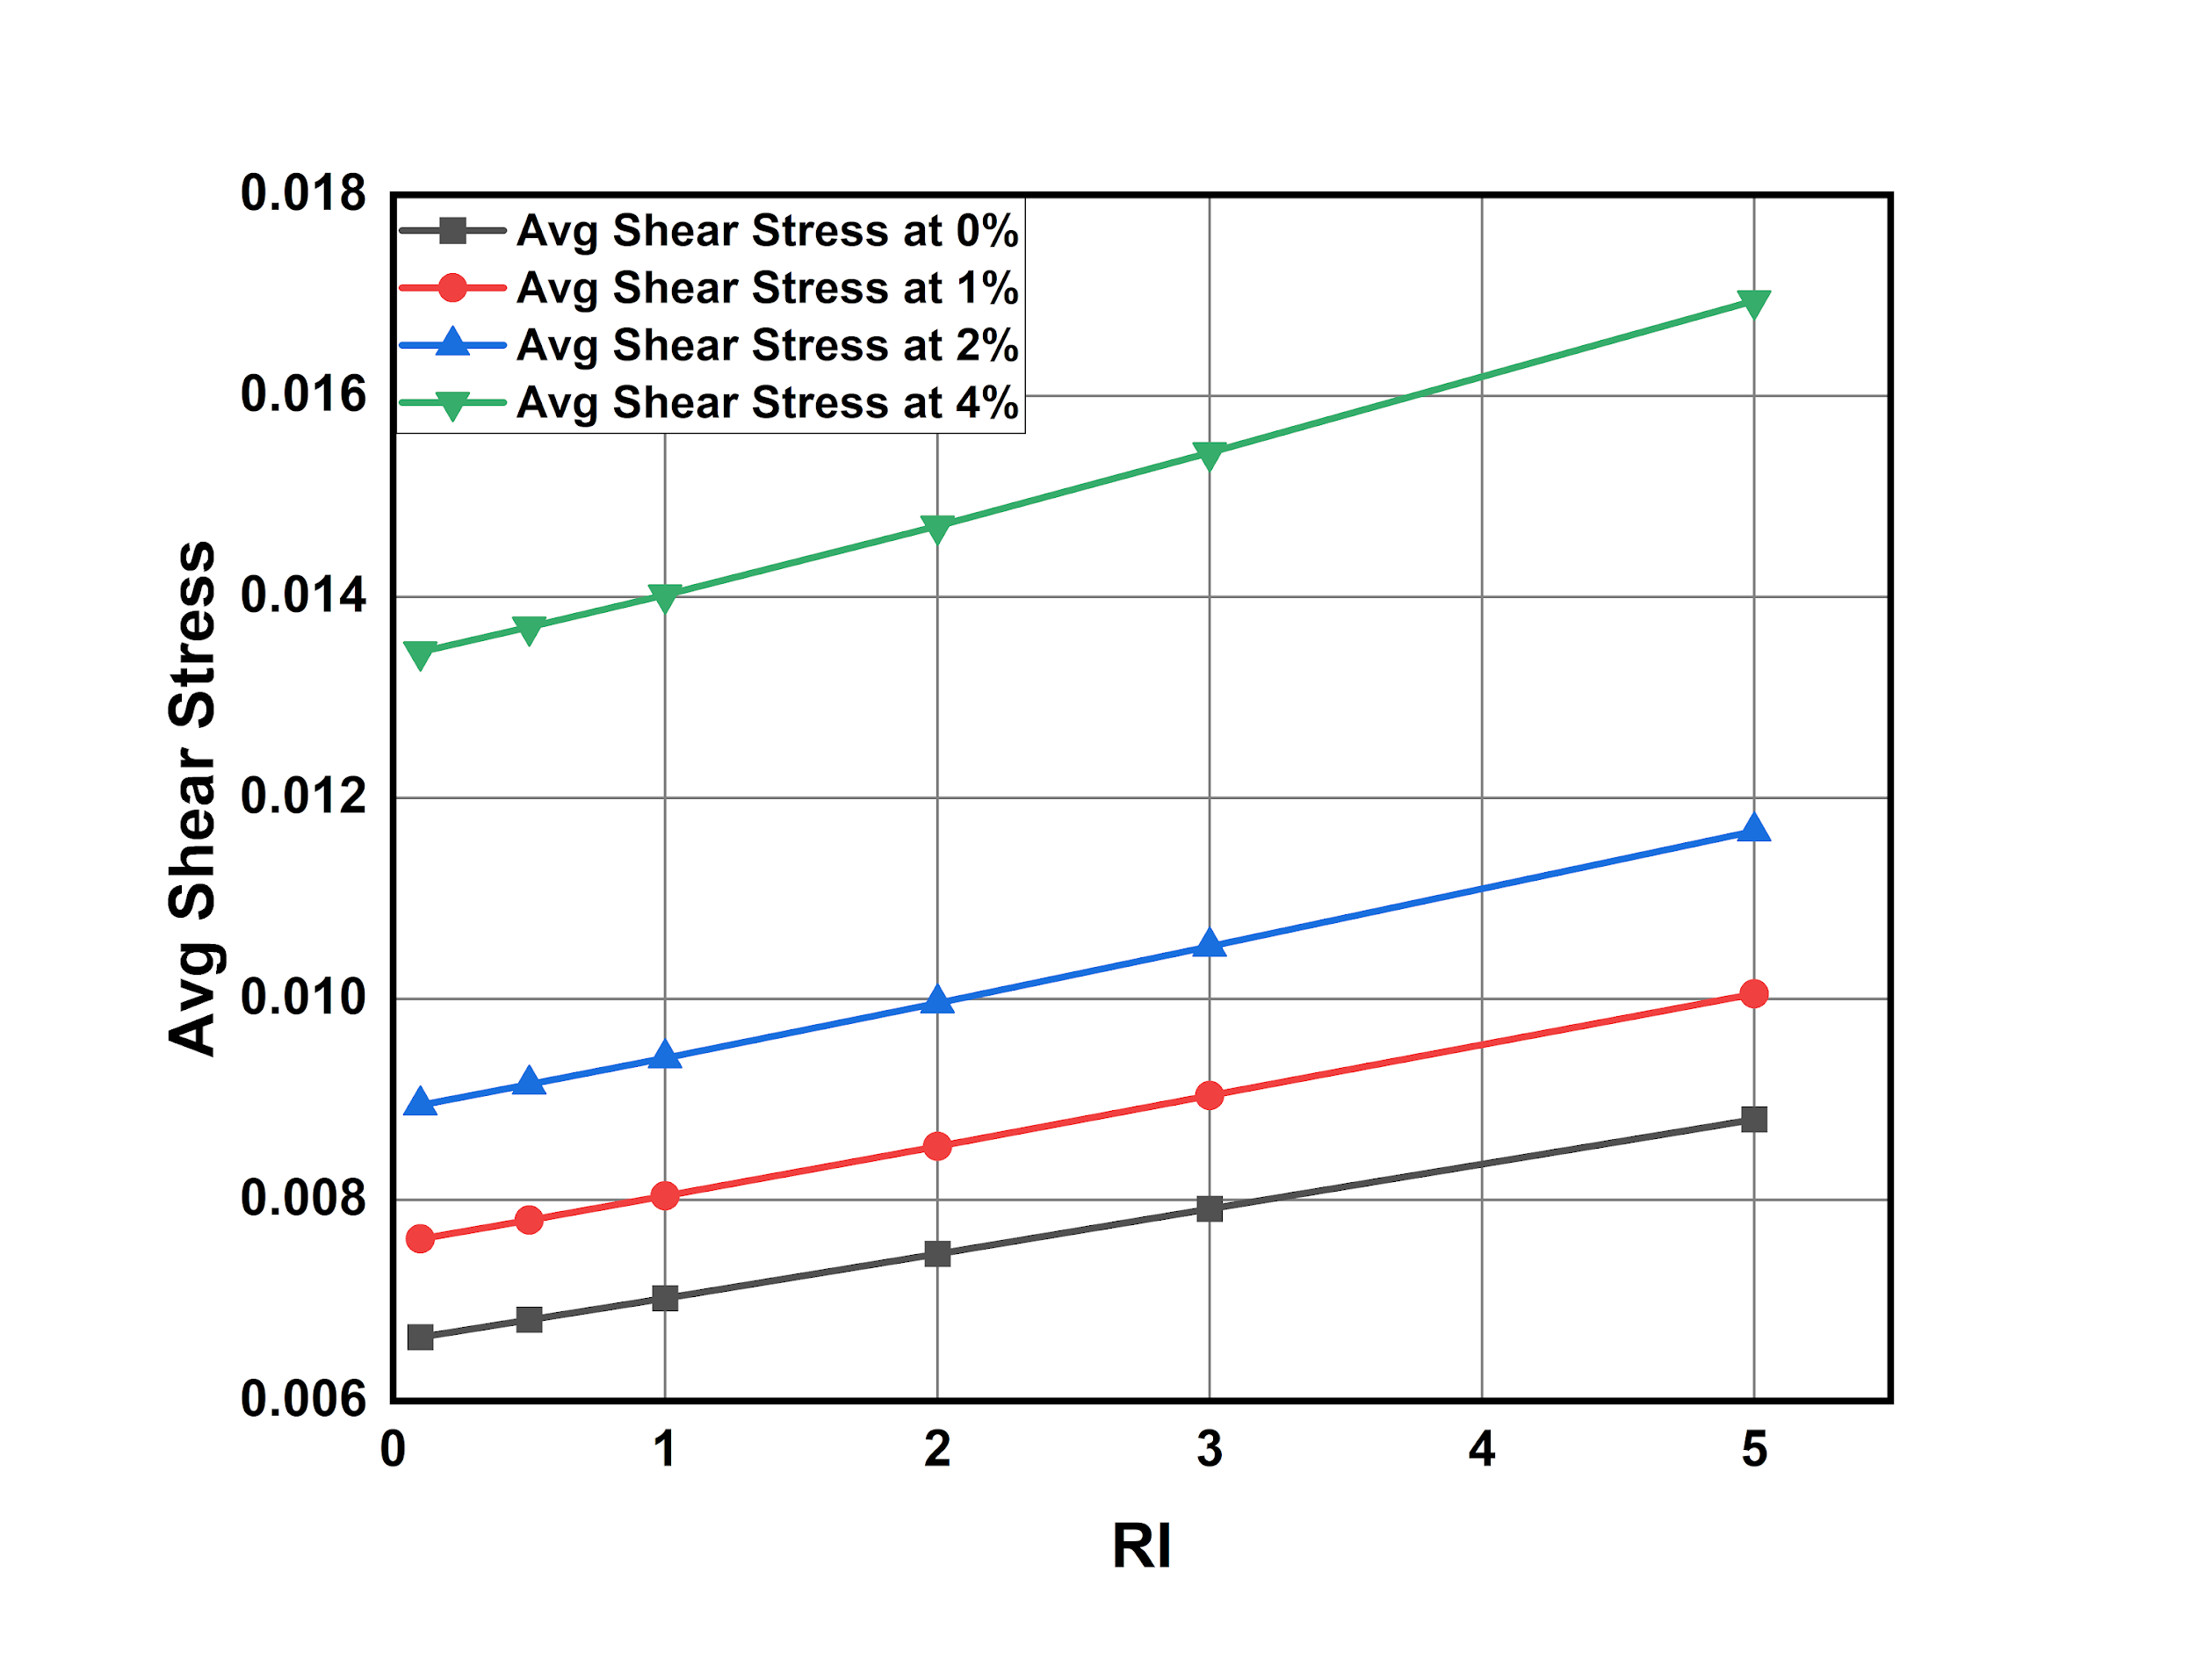 0.018
0.016
0.014
0.012
0.010
0.008
0.006
Avg Shear Stress
Avg Shear Stress at 0%
Avg Shear Stress at 1%
Avg Shear Stress at 2%
Avg Shear Stress at 4%
0 1 2 3 4 5
RI